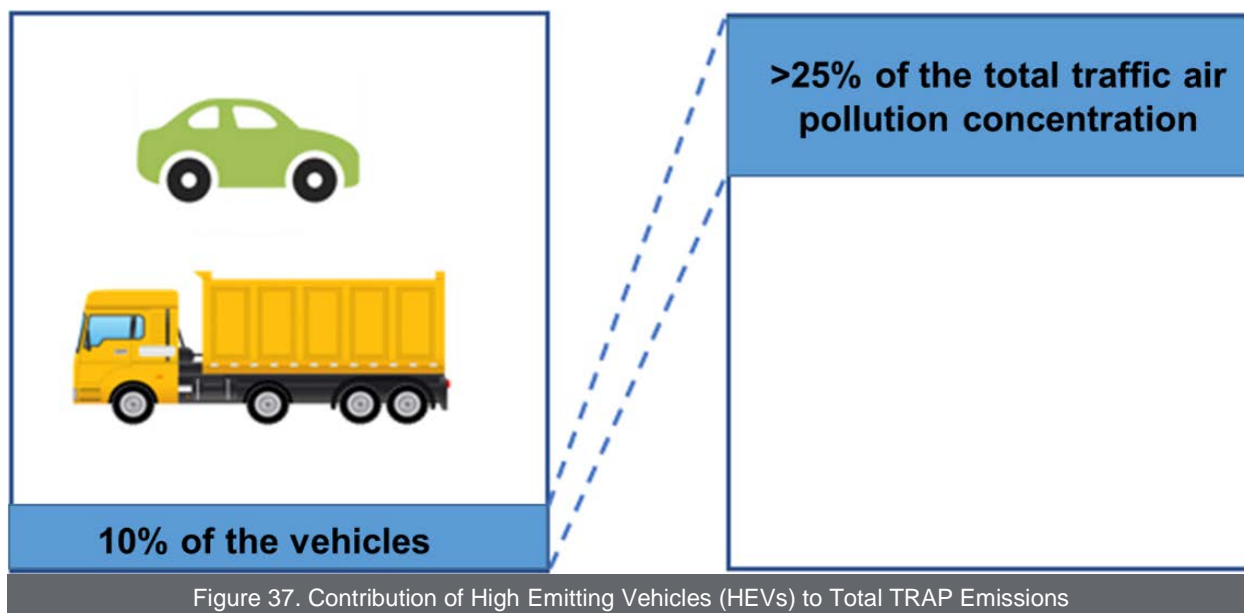 >25% of the total traffic air
pollution concentration
10% of the vehicles
Figure 37. Contribution of High Emitting Vehicles (HEVs) to Total TRAP Emissions